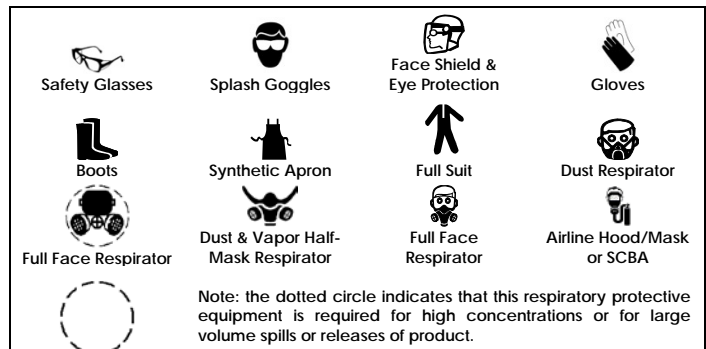 Safety Glasses
Splash Goggles
Face Shield &
Eye Protection
Gloves
Boots
Synthetic Apron
Full Suit
Dust Respirator
Full Face Respirator
Dust & Vapor Half-
Mask Respirator
Full Face
Respirator
Airline Hood/Mask
or SCBA
Note: the dotted circle indicates that this respiratory protective
equipment is required for high concentrations or for large
volume spills or releases of product.